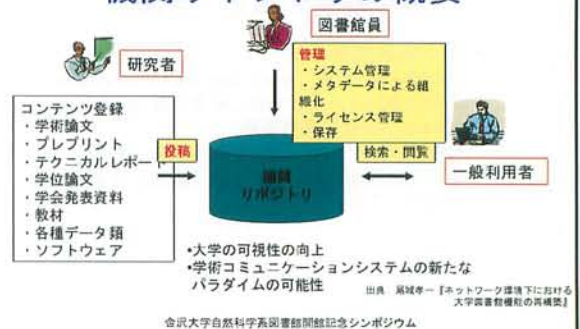 図書館員
研究者
管理
・システム管理
・メタデータによる組
織化
・ライセンス管理
・保存
コンテンツ登録
・学術論文
・プレプリント
・テクニカルレポート
・学位論文
・学会発表資料
・教材
・各種データ類
・ソフトウェア
投稿
機関
リポジトリ
検索・閲覧
一般利用者
•大学の可視性の向上
•学術コミュニケーションシステムの新たな
パラダイムの可能性
出典 尾城孝一『ネットワーク環境下における
大学図書館機能の再構築』
金沢大学自然科学系図書館開館記念シンポジウム